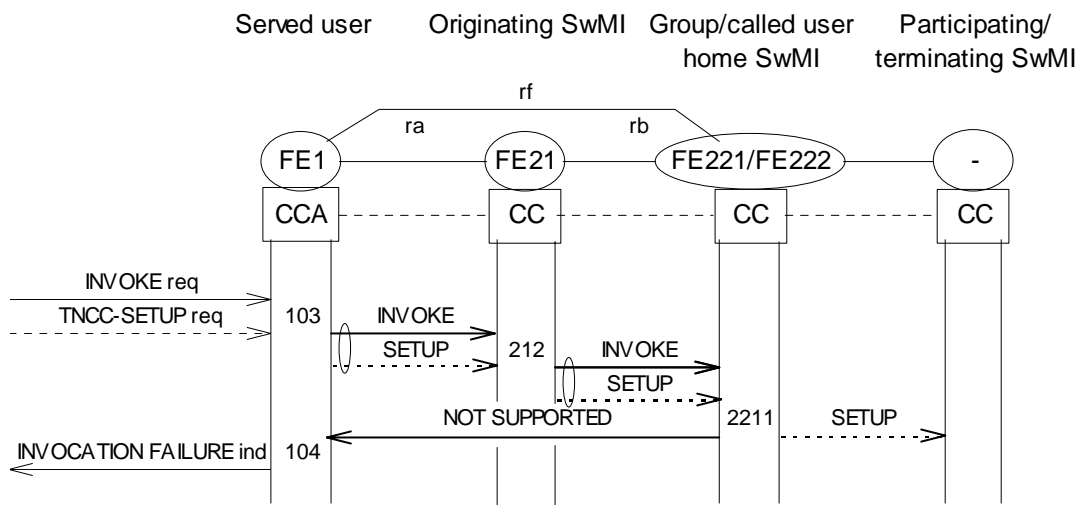 Served user Originating SwMI Group/called user Participating/
home SwMI terminating SwMI
rf
ra rb
FE1 FE21 FE221/FE222 -
CCA CC CC CC
INVOKE req
TNCC-SETUP req 103 INVOKE
SETUP 212 INVOKE
SETUP
NOT SUPPORTED 2211 SETUP
INVOCATION FAILURE ind 104